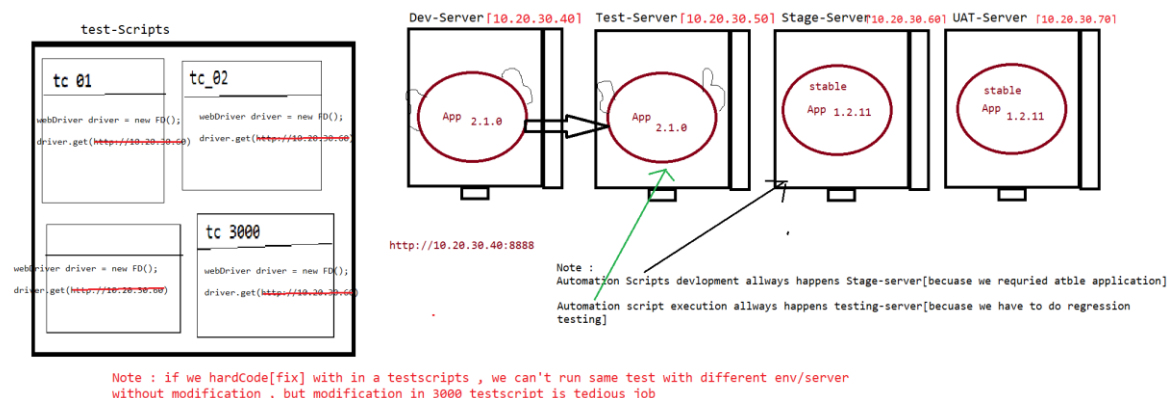 test-Scripts
tc 01
webDriver driver = new FD();
driver.get(http://10.20.30.60)
tc_02
webDriver driver = new FD();
driver.get(http://10.20.30.60)
webDriver driver = new FD();
driver.get(http://10.20.30.60)
tc 3000
webDriver driver = new FD();
driver.get(http://10.20.30.60)
Dev-Server[10.20.30.40] Test-Server[10.20.30.50] Stage-Server[10.20.30.60] UAT-Server [10.20.30.70]
App 2.1.0
App 2.1.0
stable
App 1.2.11
stable
App 1.2.11
http://10.20.30.40:8888
Note :
Automation Scripts devlopment allways happens Stage-server[becuase we requried atble application]
Automation script execution allways happens testing-server[becuase we have to do regression
testing]
Note : if we hardCode[fix] with in a testscripts , we can't run same test with different env/server
without modification , but modification in 3000 testscript is tedious job